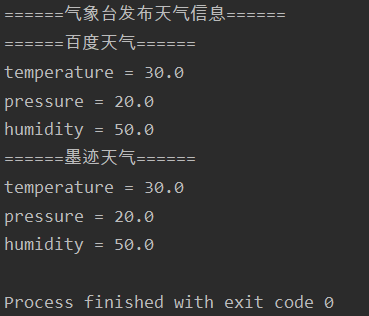 ======气象台发布天气信息======
======百度天气======
temperature = 30.0
pressure = 20.0
humidity = 50.0
======墨迹天气======
temperature = 30.0
pressure = 20.0
humidity = 50.0
Process finished with exit code 0